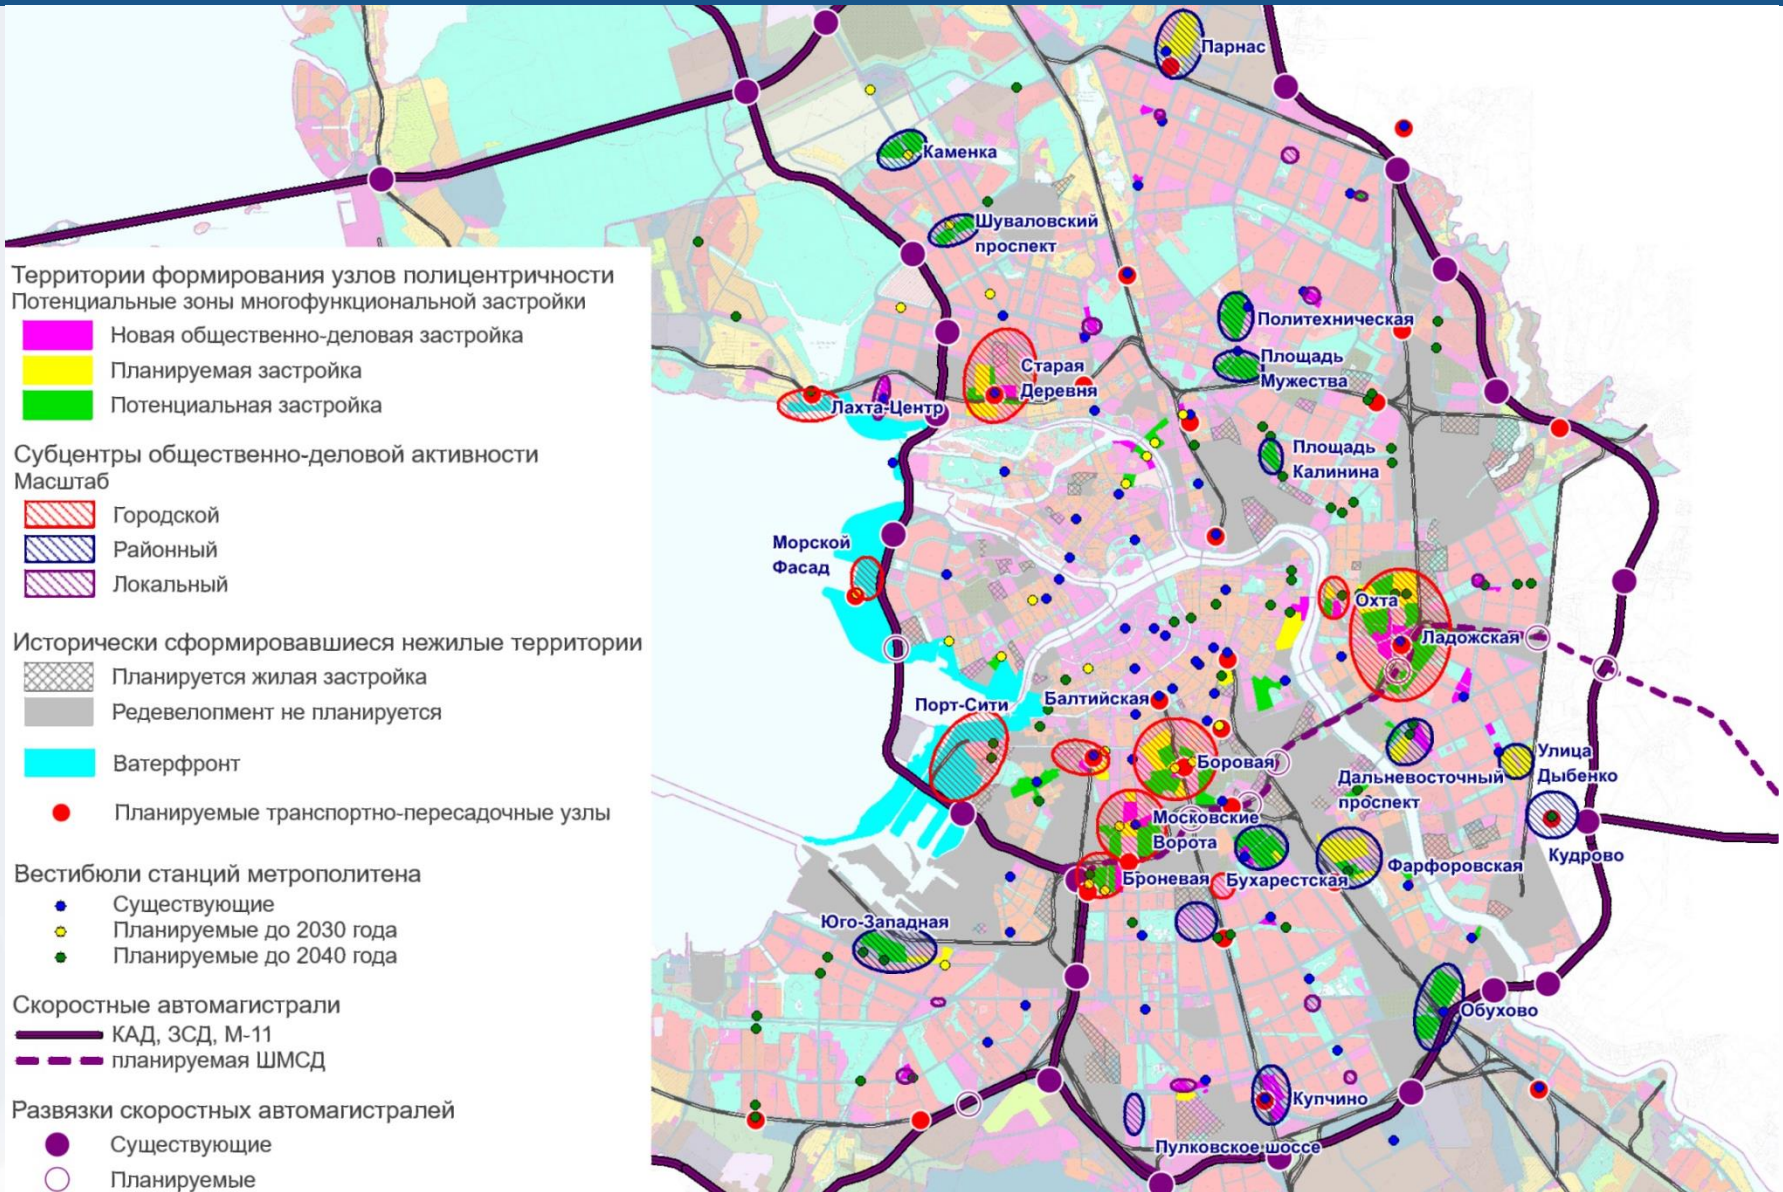 Территории формирования узлов полицентричности
Потенциальные зоны многофункциональной застройки
Новая общественно-деловая застройка
Планируемая застройка
Потенциальная застройка
Субцентры общественно-деловой активности
Масштаб
Городской
Районный
Локальный
Исторически сформировавшиеся нежилые территории
Планируется жилая застройка
Редевелопмент не планируется
Ватерфронт
Планируемые транспортно-пересадочные узлы
Вестибюли станций метрополитена
Существующие
Планируемые до 2030 года
Планируемые до 2040 года
Скоростные автомагистрали
КАД, ЗСД, М-11
планируемая ШМСД
Развязки скоростных автомагистралей
Существующие
Планируемые
Парнас
Каменка
Шуваловский
проспект
Политехническая
Площадь
Мужества
Старая
Деревня
Лахта-Центр
Площадь
Калинина
Морской
Фасад
Охта
Ладожская
Порт-Сити
Балтийская
Боровая
Улица
Дыбенко
Дальневосточный
проспект
Московские
Ворота
Кудрово
Броневая
Бухарестская
Фарфоровская
Юго-Западная
Обухово
Купчино
Пулковское шоссе